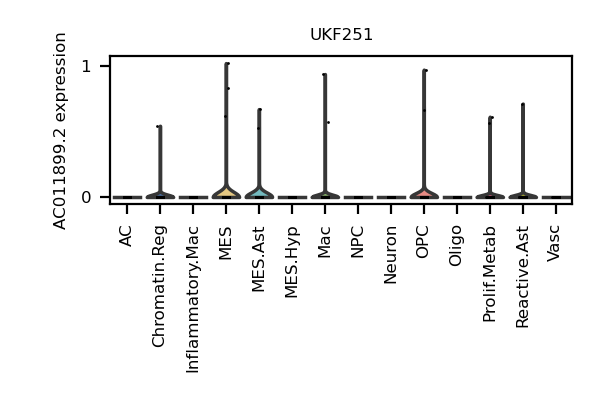 UKF251
AC011899.2 expression
1
0
AC
Chromatin.Reg
Inflammatory.Mac
MES
MES.Ast
MES.Hyp
Mac
NPC
Neuron
OPC
Oligo
Prolif.Metab
Reactive.Ast
Vasc